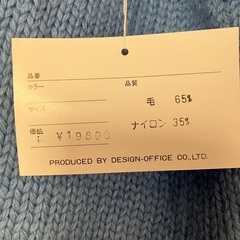 品番
品質
カラー
サイズ
毛 65%
価格 ¥19800
ナイロン 35%
PRODUCED BY DESIGN-OFFICE CO.,LTD.